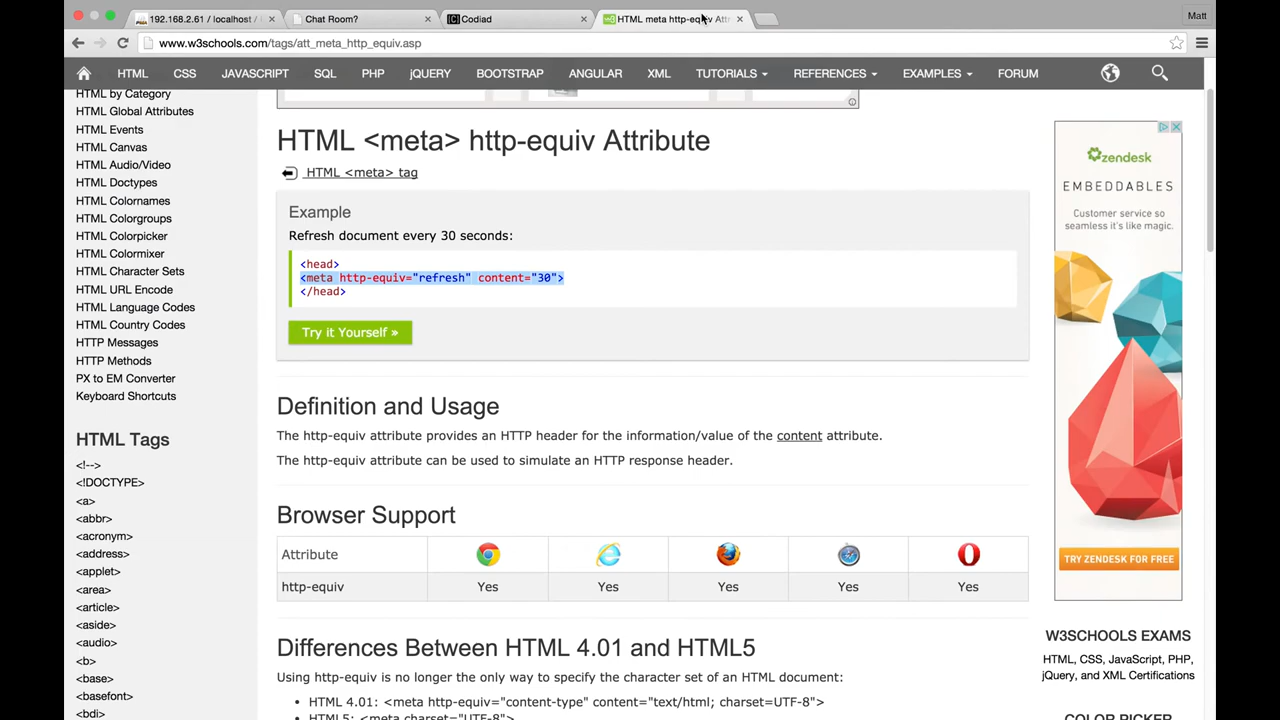 192.168.2.61 / localhost /
Chat Room?
Codiad
HTML meta http-equiv Att
Matt
www.w3schools.com/tags/att_meta_http_equiv.asp
HTML CSS JAVASCRIPT SQL PHP jQUERY BOOTSTRAP ANGULAR XML TUTORIALS REFERENCES EXAMPLES FORUM
HTML by Category
HTML Global Attributes
HTML Events
HTML Canvas
HTML Audio/Video
HTML Doctypes
HTML Colornames
HTML Colorgroups
HTML Colorpicker
HTML Colormixer
HTML Character Sets
HTML URL Encode
HTML Language Codes
HTML Country Codes
HTTP Messages
HTTP Methods
PX to EM Converter
Keyboard Shortcuts
HTML Tags
<!-->
<!DOCTYPE>
<a>
<abbr>
<acronym>
<address>
<applet>
<area>
<article>
<aside>
<audio>
<b>
<base>
<basefont>
<bdi>
HTML <meta> http-equiv Attribute
HTML <meta> tag
Example
Refresh document every 30 seconds:
<head>
<meta http-equiv="refresh" content="30">
</head>
Try it Yourself »
Definition and Usage
The http-equiv attribute provides an HTTP header for the information/value of the content attribute.
The http-equiv attribute can be used to simulate an HTTP response header.
Browser Support
Attribute
http-equiv Yes Yes Yes Yes Yes
Differences Between HTML 4.01 and HTML5
Using http-equiv is no longer the only way to specify the character set of an HTML document:
• HTML 4.01: <meta http-equiv="content-type" content="text/html; charset=UTF-8">
• HTML5: <meta charset="UTF-8">
zendesk
EMBEDDABLES
Customer service so
seamless it's like magic.
TRY ZENDESK FOR FREE
W3SCHOOLS EXAMS
HTML, CSS, JavaScript, PHP,
jQuery, and XML Certifications
COLOR PICKER